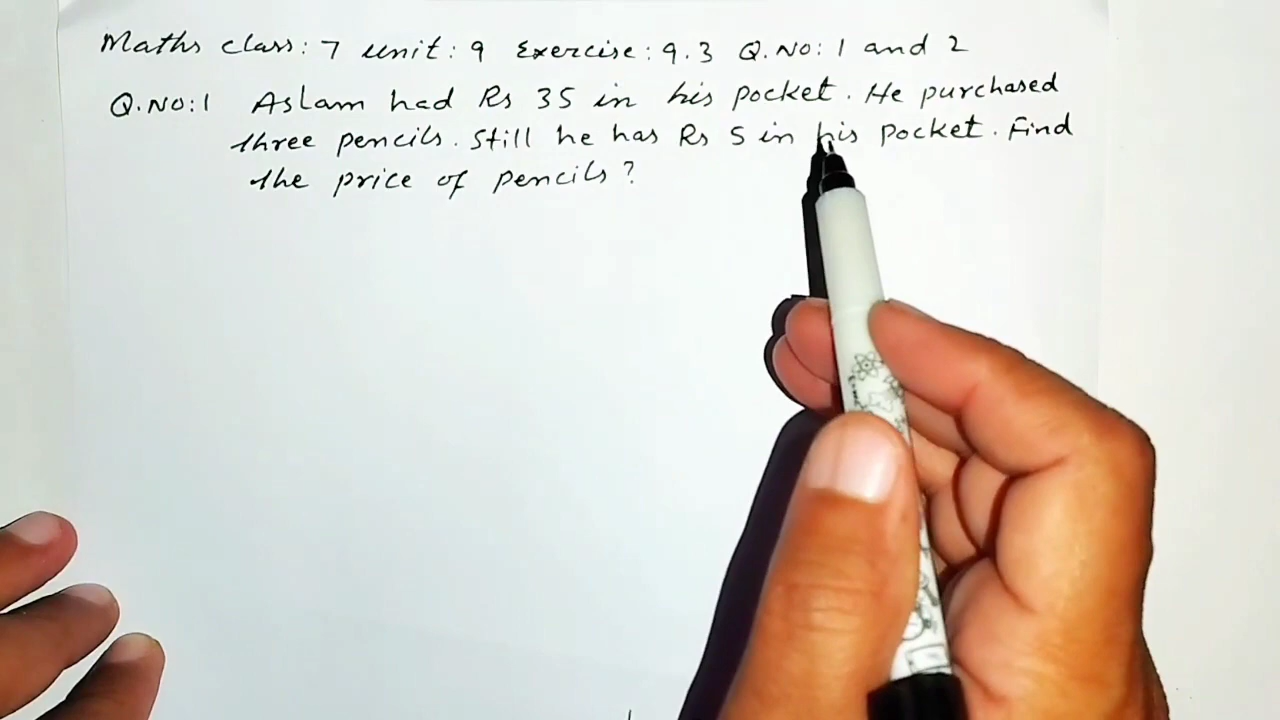 Maths class: 7 unit: 9 Exercise: 9.3 Q.No: 1 and 2
Q.No:1 Aslam had Rs 35 in his pocket. He purchased
three pencils. Still he has Rs 5 in his pocket. Find
the price of pencils?